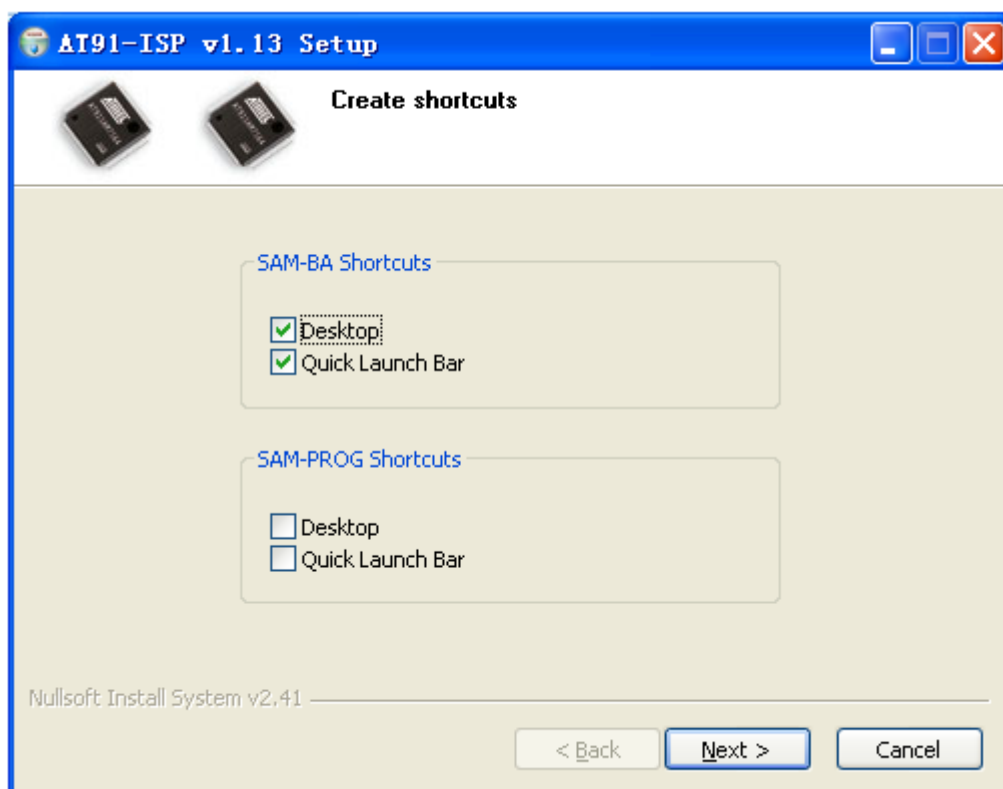 AT91-ISP v1.13 Setup
Create shortcuts
SAM-BA Shortcuts
Desktop
Quick Launch Bar
SAM-PROG Shortcuts
Desktop
Quick Launch Bar
Nullsoft Install System v2.41
< Back Next > Cancel